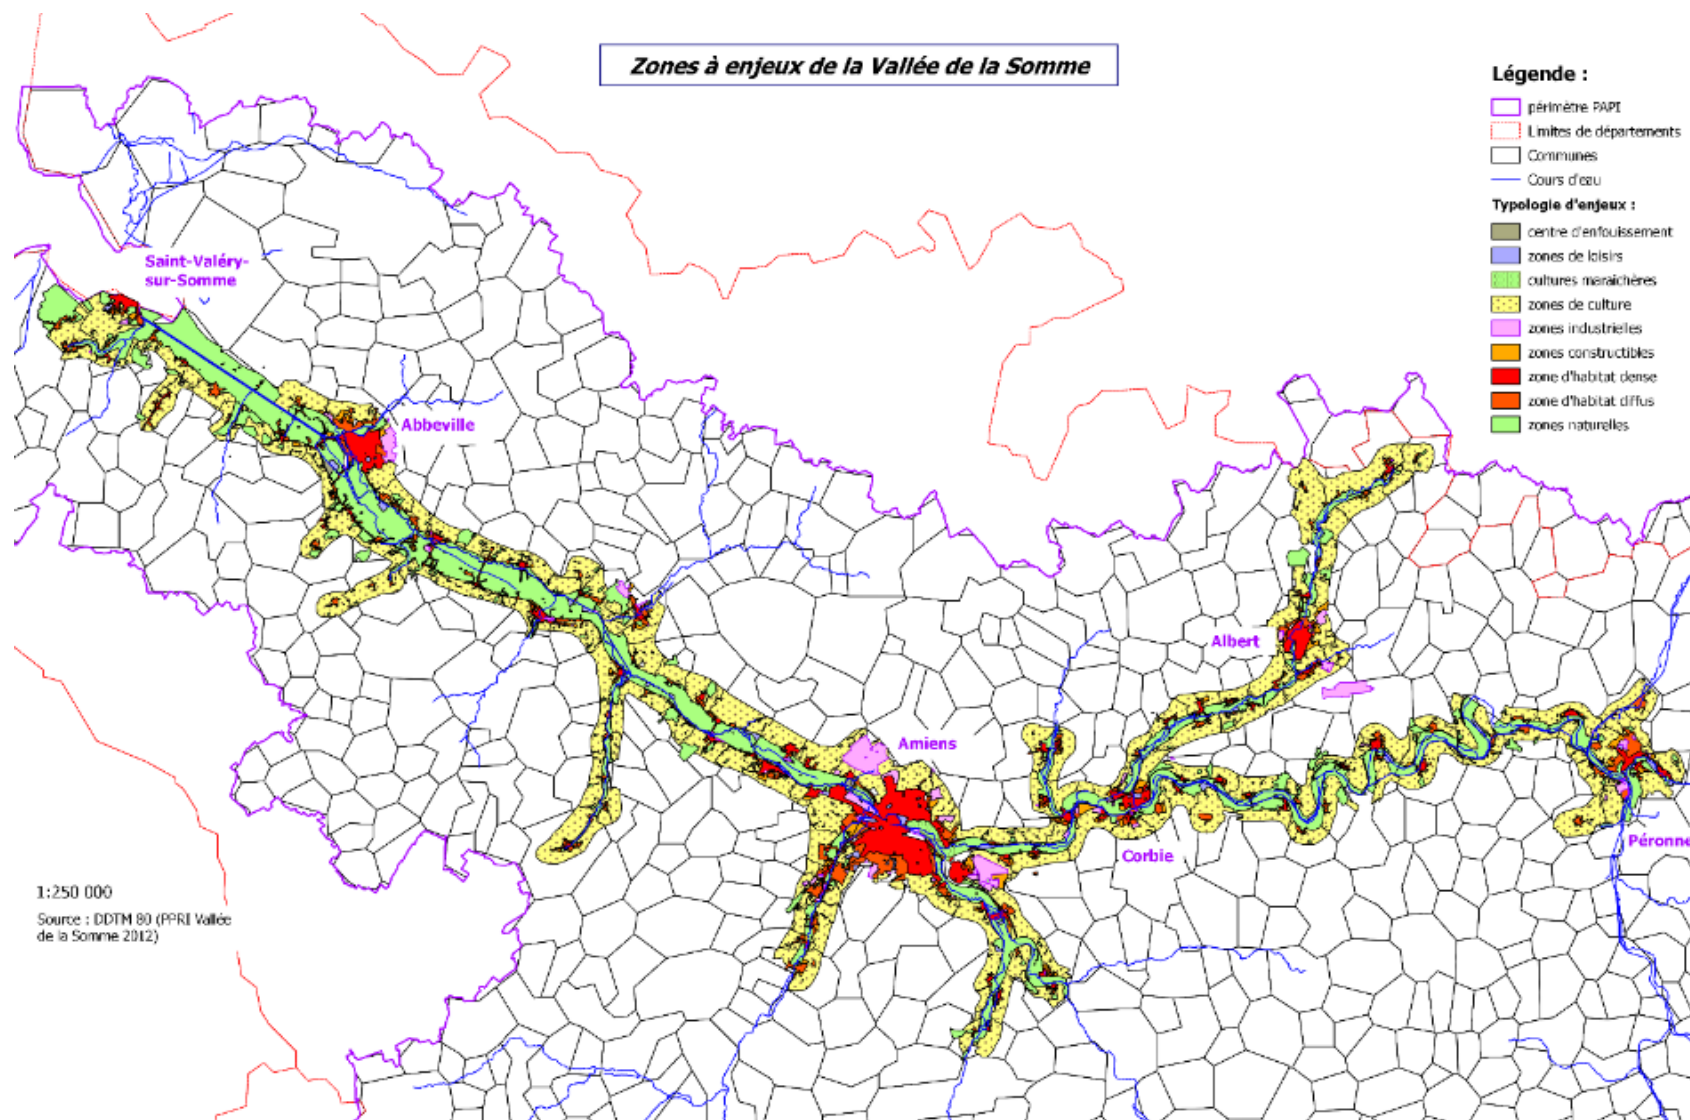 Zones à enjeux de la Vallée de la Somme
Légende :
périmètre PAPI
Limites de départements
Communes
Cours d'eau
Typologie d'enjeux :
centre d'enfouissement
zones de loisirs
cultures maraichères
zones de culture
zones industrielles
zones constructibles
zone d'habitat dense
zone d'habitat diffus
zones naturelles
Saint-Valéry-
sur-Somme
Abbeville
Albert
Amiens
Corbie
Péronne
1:250 000
Source : DDTM 80 (PPRI Vallée
de la Somme 2012)